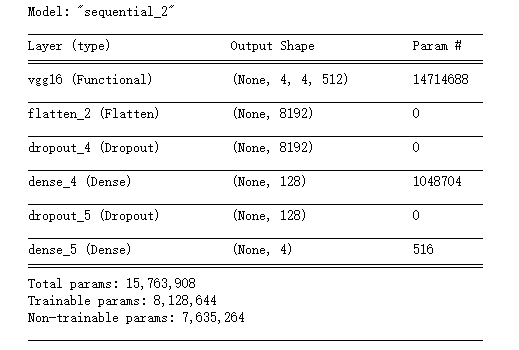 Model: "sequential_2"
Layer (type) Output Shape Param #
vgg16 (Functional) (None, 4, 4, 512) 14714688
flatten_2 (Flatten) (None, 8192) 0
dropout_4 (Dropout) (None, 8192) 0
dense_4 (Dense) (None, 128) 1048704
dropout_5 (Dropout) (None, 128) 0
dense_5 (Dense) (None, 4) 516
Total params: 15,763,908
Trainable params: 8,128,644
Non-trainable params: 7,635,264